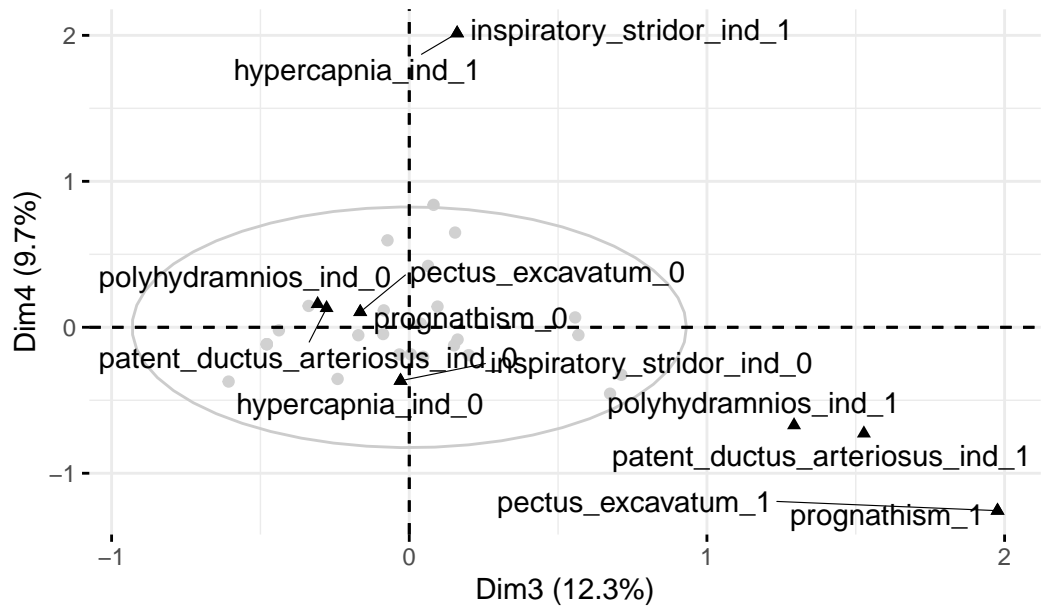 2
inspiratory_stridor_ind_1
hypercapnia_ind_1
1
polyhydramnios_ind_0
pectus_excavatum_0
prognathism_0
0
patent_ductus_arteriosus_ind_0
inspiratory_stridor_ind_0
hypercapnia_ind_0
polyhydramnios_ind_1
patent_ductus_arteriosus_ind_1
−1
pectus_excavatum_1
prognathism_1
Dim4 (9.7%)
−1 0 1 2
Dim3 (12.3%)